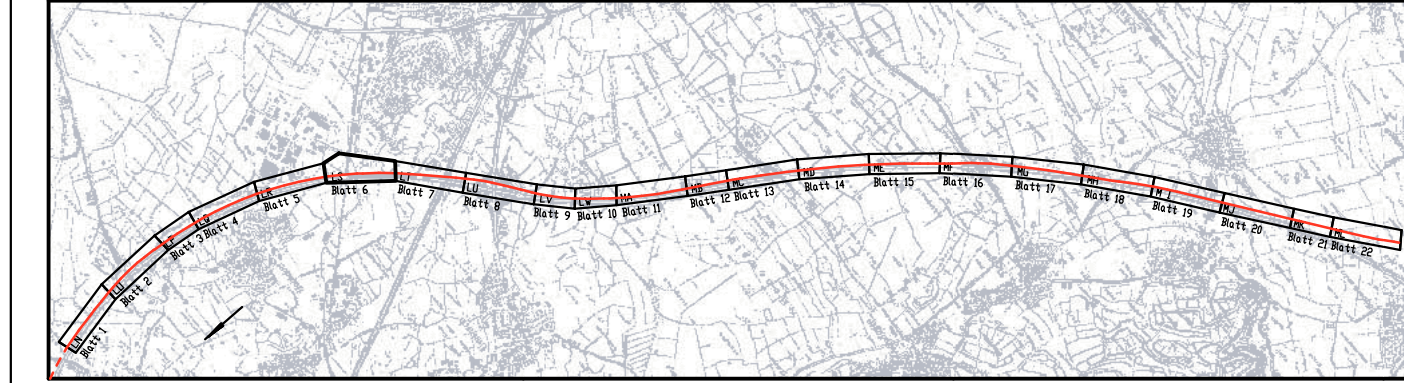 LN
Blatt 1
LU
Blatt 2
LP
Blatt 3
LQ
Blatt 4
LR
Blatt 5
LS
Blatt 6
LT
Blatt 7
LU
Blatt 8
LV
Blatt 9
LW
Blatt 10
MA
Blatt 11
MB
Blatt 12
MC
Blatt 13
MD
Blatt 14
ME
Blatt 15
MF
Blatt 16
MG
Blatt 17
MH
Blatt 18
Blatt 19
MJ
Blatt 20
MK
Blatt 21
ML
Blatt 22